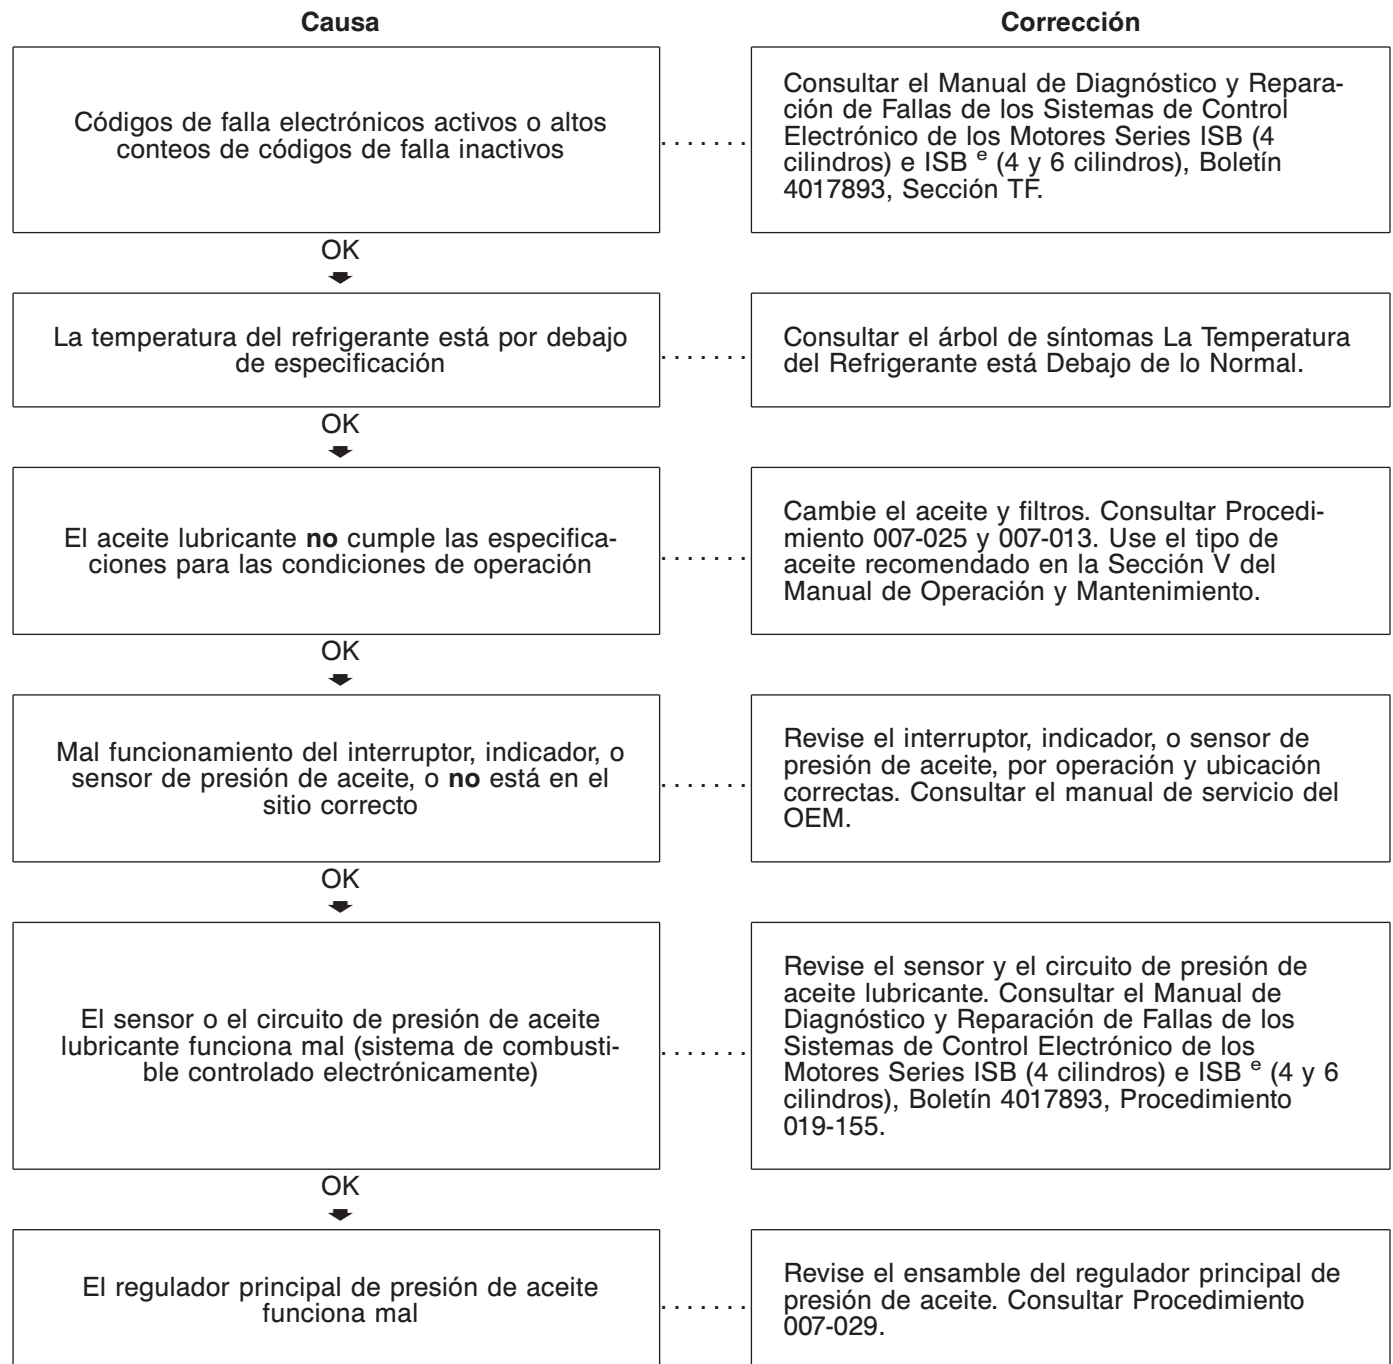 Causa
Corrección
Códigos de falla electrónicos activos o altos
conteos de códigos de falla inactivos
. . . . . . .
Consultar el Manual de Diagnóstico y Repara-
ción de Fallas de los Sistemas de Control
Electrónico de los Motores Series ISB (4
cilindros) e ISB e (4 y 6 cilindros), Boletín
4017893, Sección TF.
OK
La temperatura del refrigerante está por debajo
de especificación
. . . . . . .
Consultar el árbol de síntomas La Temperatura
del Refrigerante está Debajo de lo Normal.
OK
El aceite lubricante no cumple las especifica-
ciones para las condiciones de operación
. . . . . . .
Cambie el aceite y filtros. Consultar Procedi-
miento 007-025 y 007-013. Use el tipo de
aceite recomendado en la Sección V del
Manual de Operación y Mantenimiento.
OK
Mal funcionamiento del interruptor, indicador, o
sensor de presión de aceite, o no está en el
sitio correcto
. . . . . . .
Revise el interruptor, indicador, o sensor de
presión de aceite, por operación y ubicación
correctas. Consultar el manual de servicio del
OEM.
OK
El sensor o el circuito de presión de aceite
lubricante funciona mal (sistema de combusti-
ble controlado electrónicamente)
. . . . . . .
Revise el sensor y el circuito de presión de
aceite lubricante. Consultar el Manual de
Diagnóstico y Reparación de Fallas de los
Sistemas de Control Electrónico de los
Motores Series ISB (4 cilindros) e ISB e (4 y 6
cilindros), Boletín 4017893, Procedimiento
019-155.
OK
El regulador principal de presión de aceite
funciona mal
. . . . . . .
Revise el ensamble del regulador principal de
presión de aceite. Consultar Procedimiento
007-029.